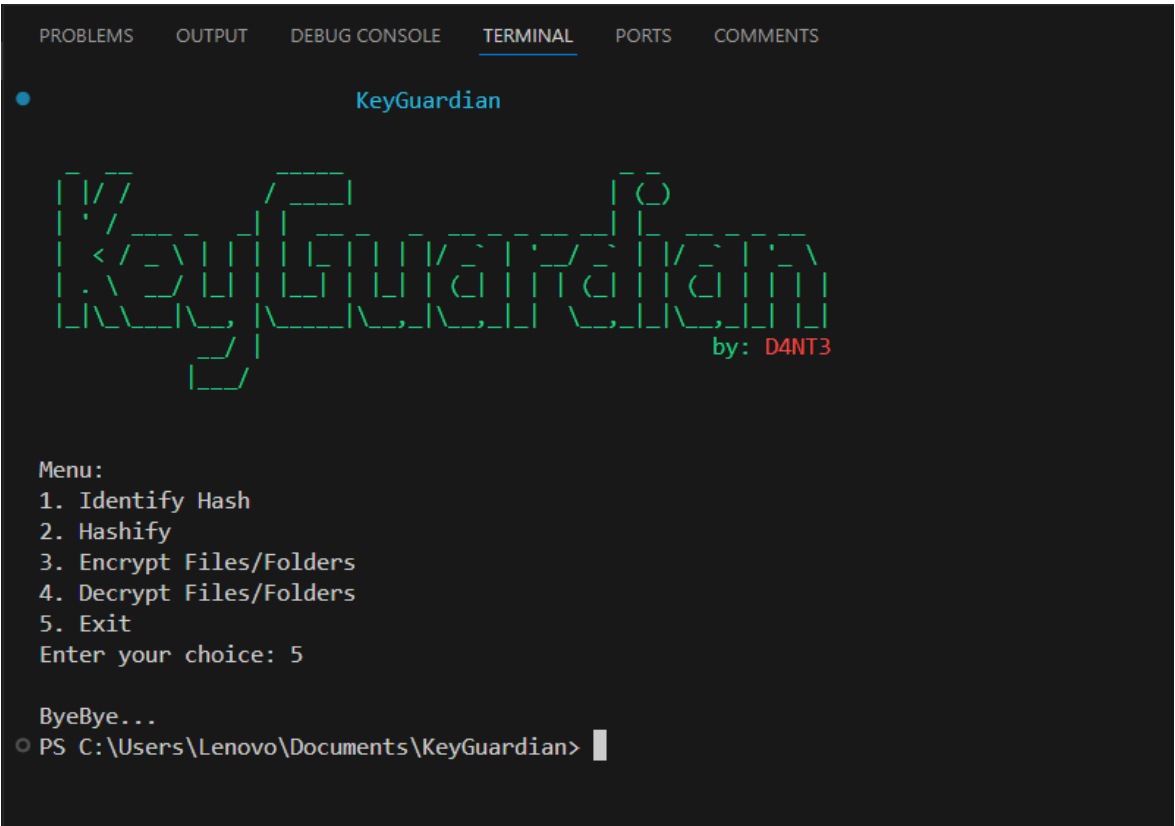 PROBLEMS OUTPUT DEBUG CONSOLE TERMINAL PORTS COMMENTS
KeyGuardian
KeyGuardian
by: D4NT3
Menu:
1. Identify Hash
2. Hashify
3. Encrypt Files/Folders
4. Decrypt Files/Folders
5. Exit
Enter your choice: 5
ByeBye...
PS C:\Users\Lenovo\Documents\KeyGuardian>